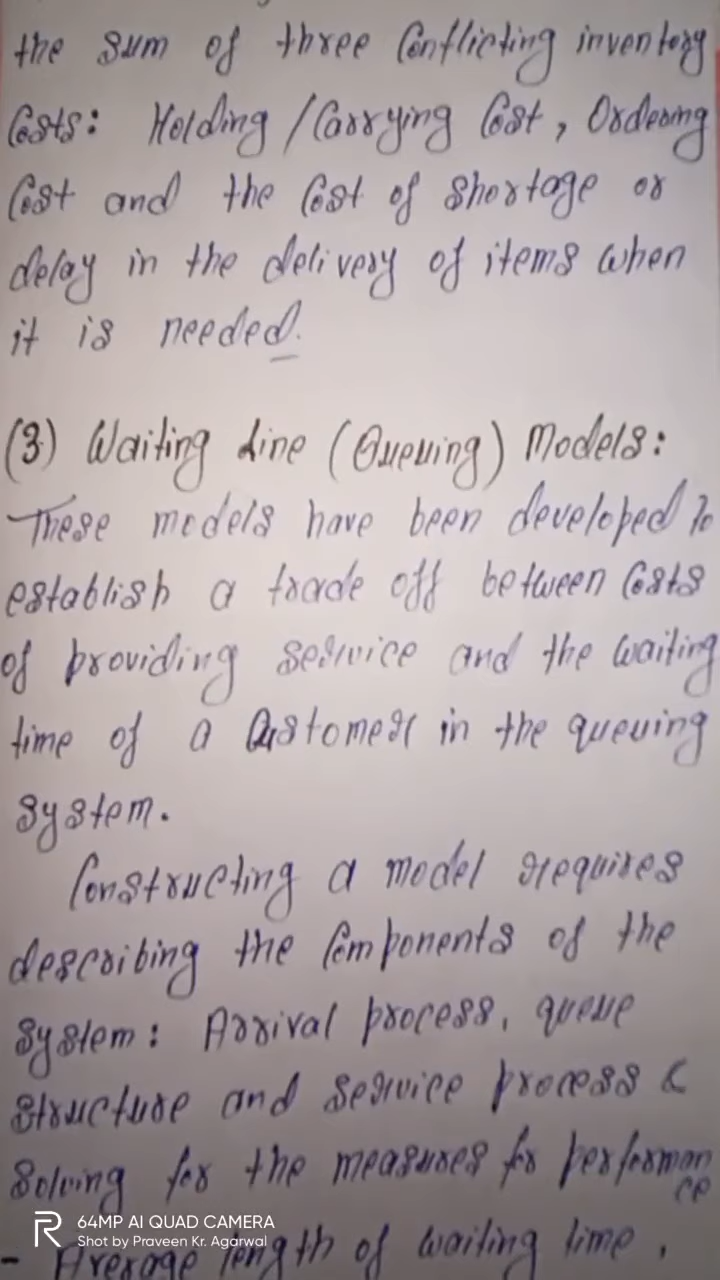 the sum of three Conflicting inventory
Costs: Holding / Carrying Cost, Ordering
Cost and the Cost of shortage or
delay in the delivery of items when
it is needed.
(3) Waiting Line (Queuing) Models:
These models have been developed to
establish a trade off between Costs
of providing service and the waiting
time of a Customer in the queuing
system.
Constructing a model requires
describing the Components of the
system: Arrival process, queue
structure and service process &
solving for the measures for performance
- Average length of waiting time,
64MP AI QUAD CAMERA
Shot by Praveen Kr. Agarwal